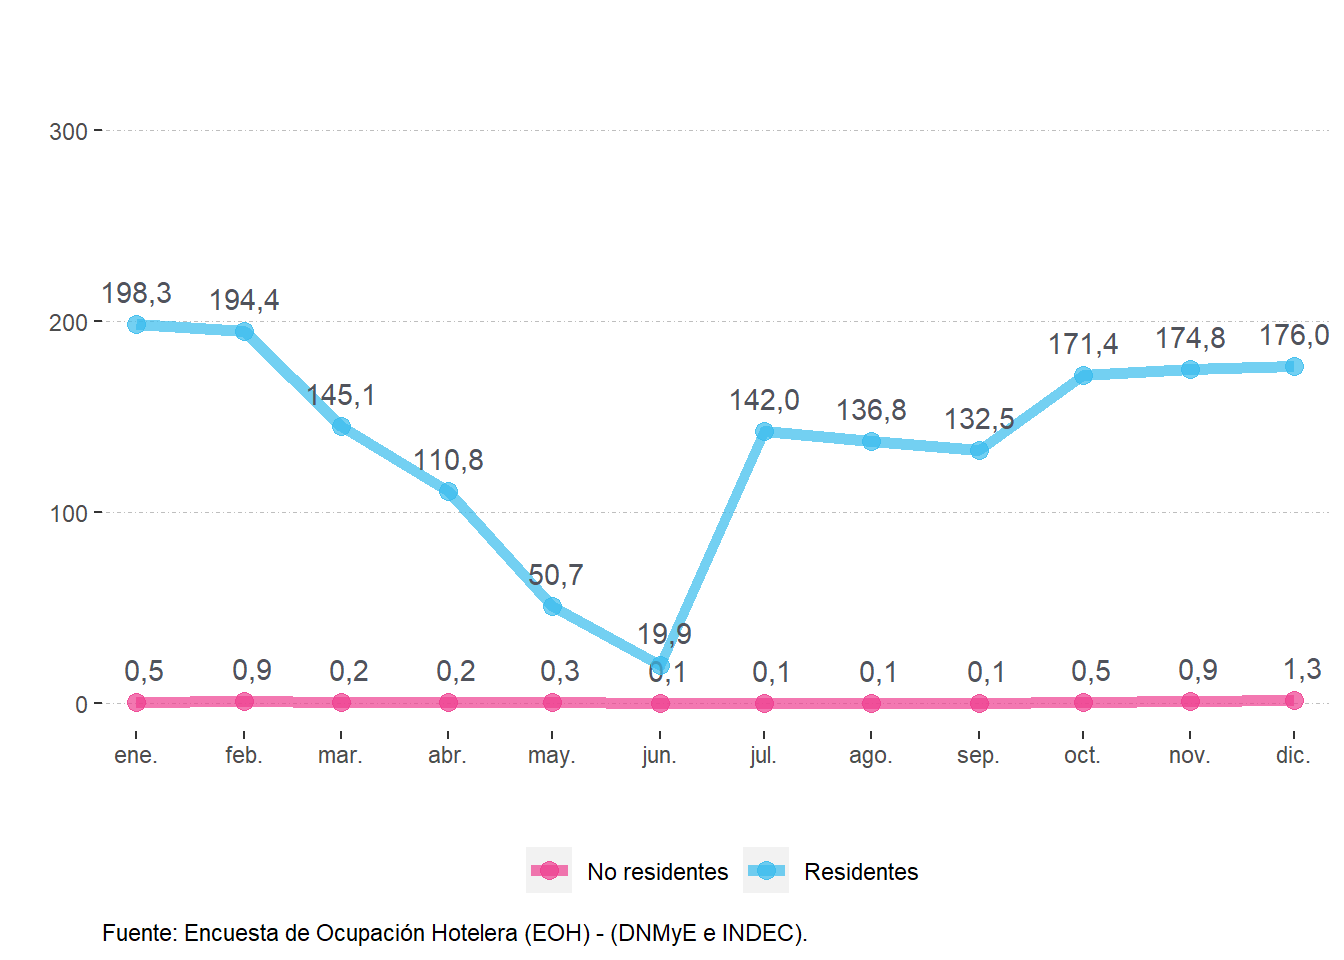 300
200
100
0
198,3
194,4
145,1
110,8
50,7
19,9
142,0
136,8
132,5
171,4
174,8
176,0
0,5
0,9
0,2
0,2
0,3
0,1
0,1
0,1
0,1
0,5
0,9
1,3
ene.
feb.
mar.
abr.
may.
jun.
jul.
ago.
sep.
oct.
nov.
dic.
No residentes
Residentes
Fuente: Encuesta de Ocupación Hotelera (EOH) - (DNMyE e INDEC).